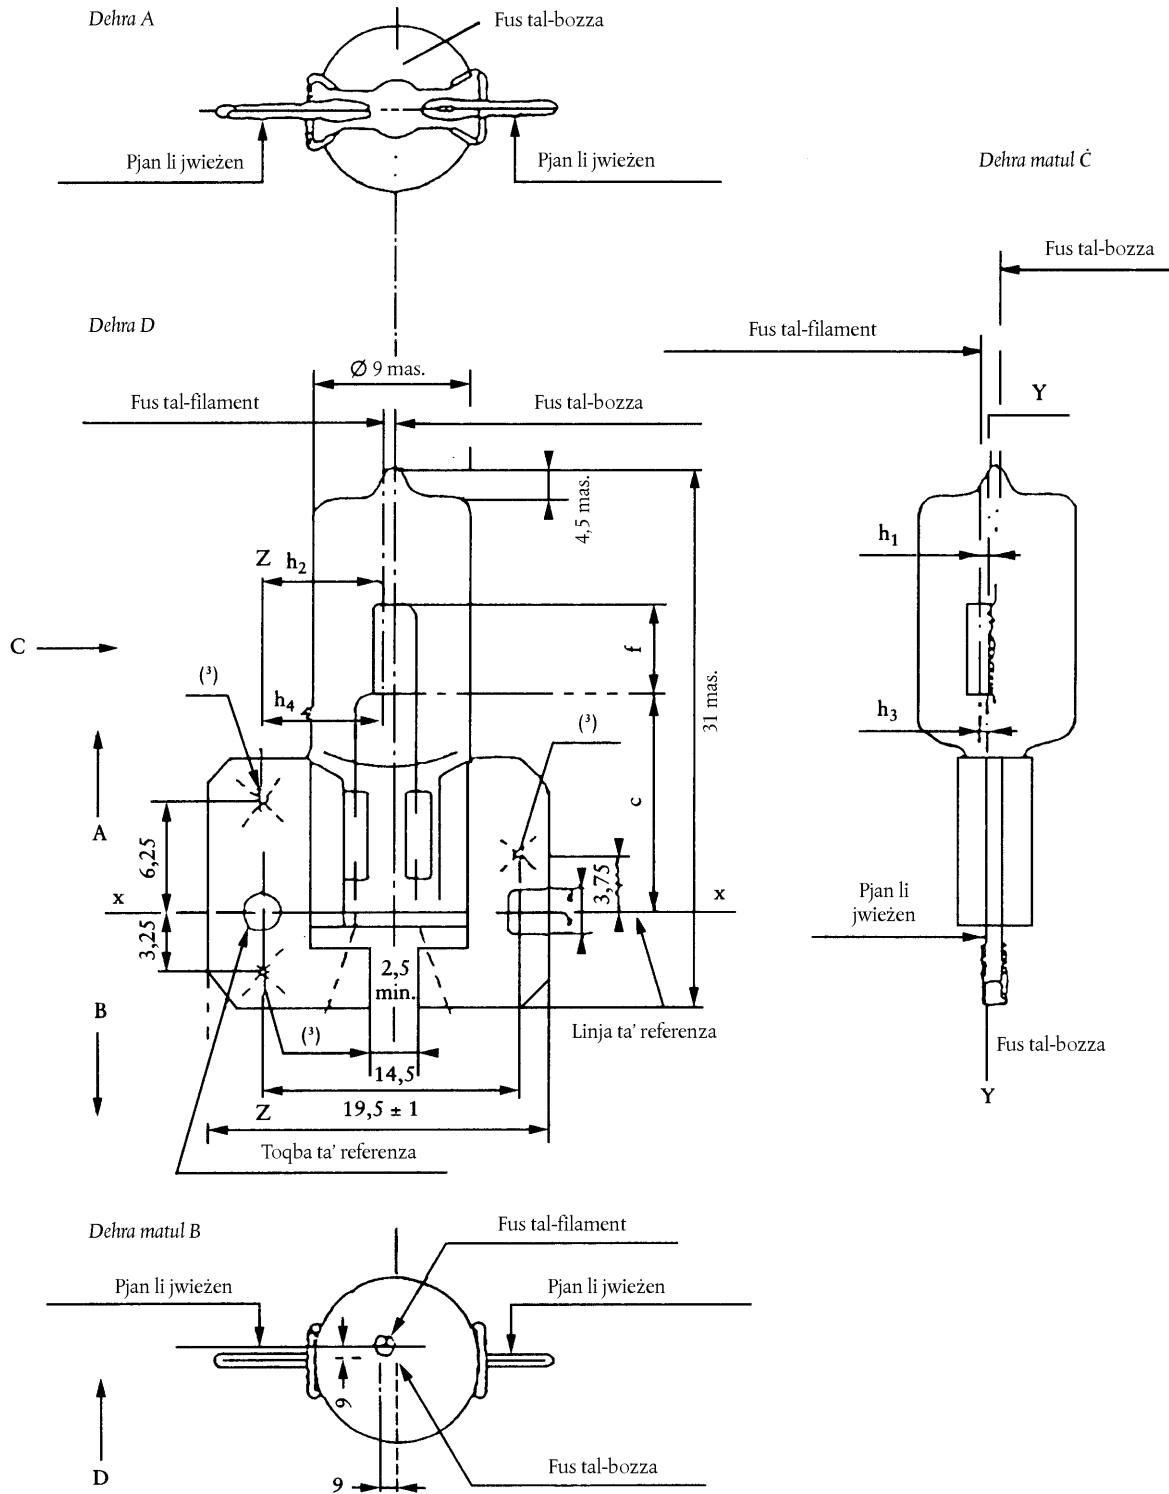 Dehra A
Fus tal-bozza
Pjan li jwieżen
Pjan li jwieżen
Dehra matul Ċ
Fus tal-bozza
Dehra D
Fus tal-filament
Ø 9 mas.
Fus tal-filament
Fus tal-bozza
Y
4,5 mas.
h1
Z
h2
C
f
(³)
31 mas.
h4
(³)
h3
c
A
6,25
3,75
x
x
Pjan li
jwieżen
3,25
2,5
min.
B
(³)
Linja ta’ referenza
Fus tal-bozza
14,5
Z
19,5 ± 1
Y
Toqba ta’ referenza
Dehra matul B
Fus tal-filament
Pjan li jwieżen
Pjan li jwieżen
9
D
Fus tal-bozza
9